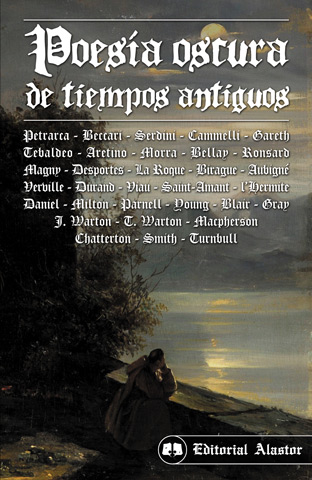 Poesía oscura
de tiempos antiguos
Petrarca - Beccari - Serdini - Cammelli - Gareth
Tebaldeo - Aretino - Morra - Bellay - Ronsard
Magny - Desportes - La Roque - Birague - Aubigné
Verville - Durand - Viau - Saint-Amant - l'Hermite
Daniel - Milton - Parnell - Young - Blair - Gray
J. Warton - T. Warton - Macpherson
Chatterton - Smith - Turnbull
Editorial Alastor